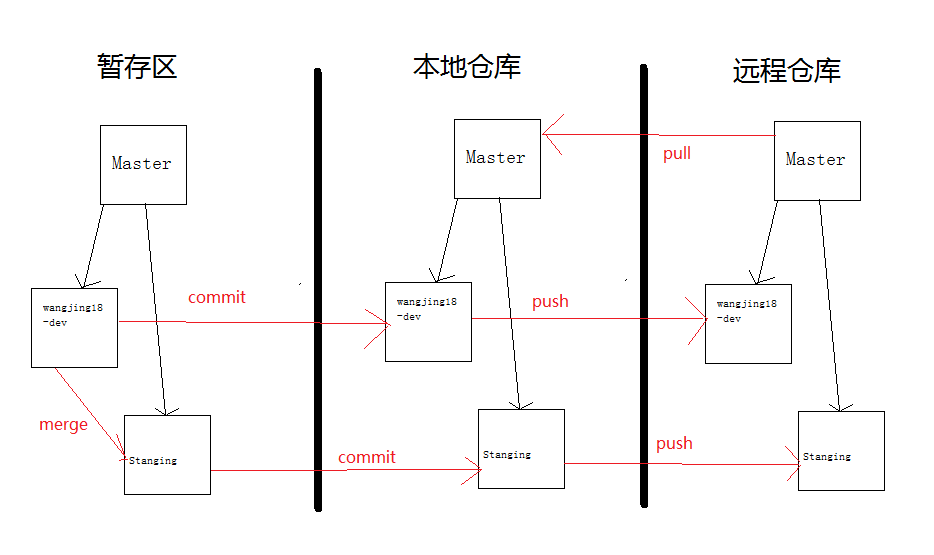 暂存区
本地仓库
远程仓库
Master
Master
Master
pull
wangjing18
-dev
commit
wangjing18
-dev
push
wangjing18
-dev
merge
Stanging
commit
Stanging
push
Stanging